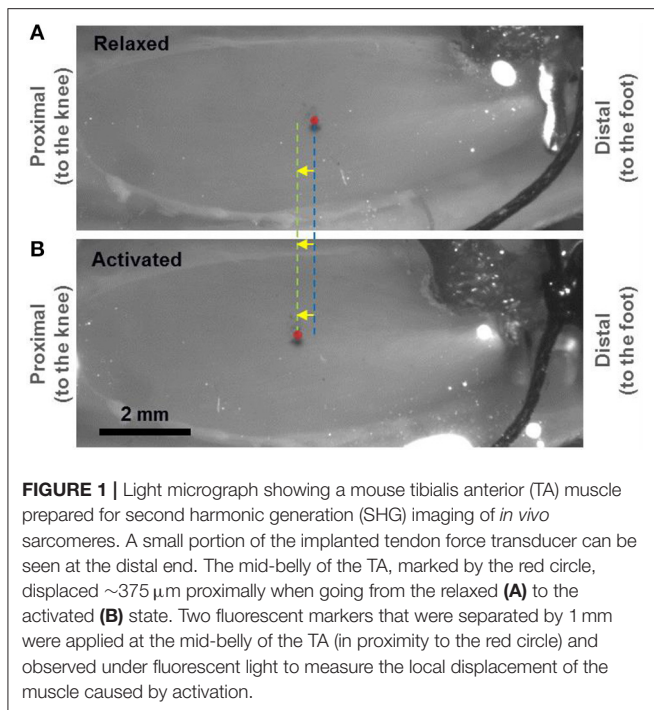 A
Relaxed
Proximal
(to the knee)
Distal
(to the foot)
B
Activated
Proximal
(to the knee)
Distal
(to the foot)
2 mm
FIGURE 1 | Light micrograph showing a mouse tibialis anterior (TA) muscle
prepared for second harmonic generation (SHG) imaging of in vivo
sarcomeres. A small portion of the implanted tendon force transducer can be
seen at the distal end. The mid-belly of the TA, marked by the red circle,
displaced ~375 μm proximally when going from the relaxed (A) to the
activated (B) state. Two fluorescent markers that were separated by 1 mm
were applied at the mid-belly of the TA (in proximity to the red circle) and
observed under fluorescent light to measure the local displacement of the
muscle caused by activation.